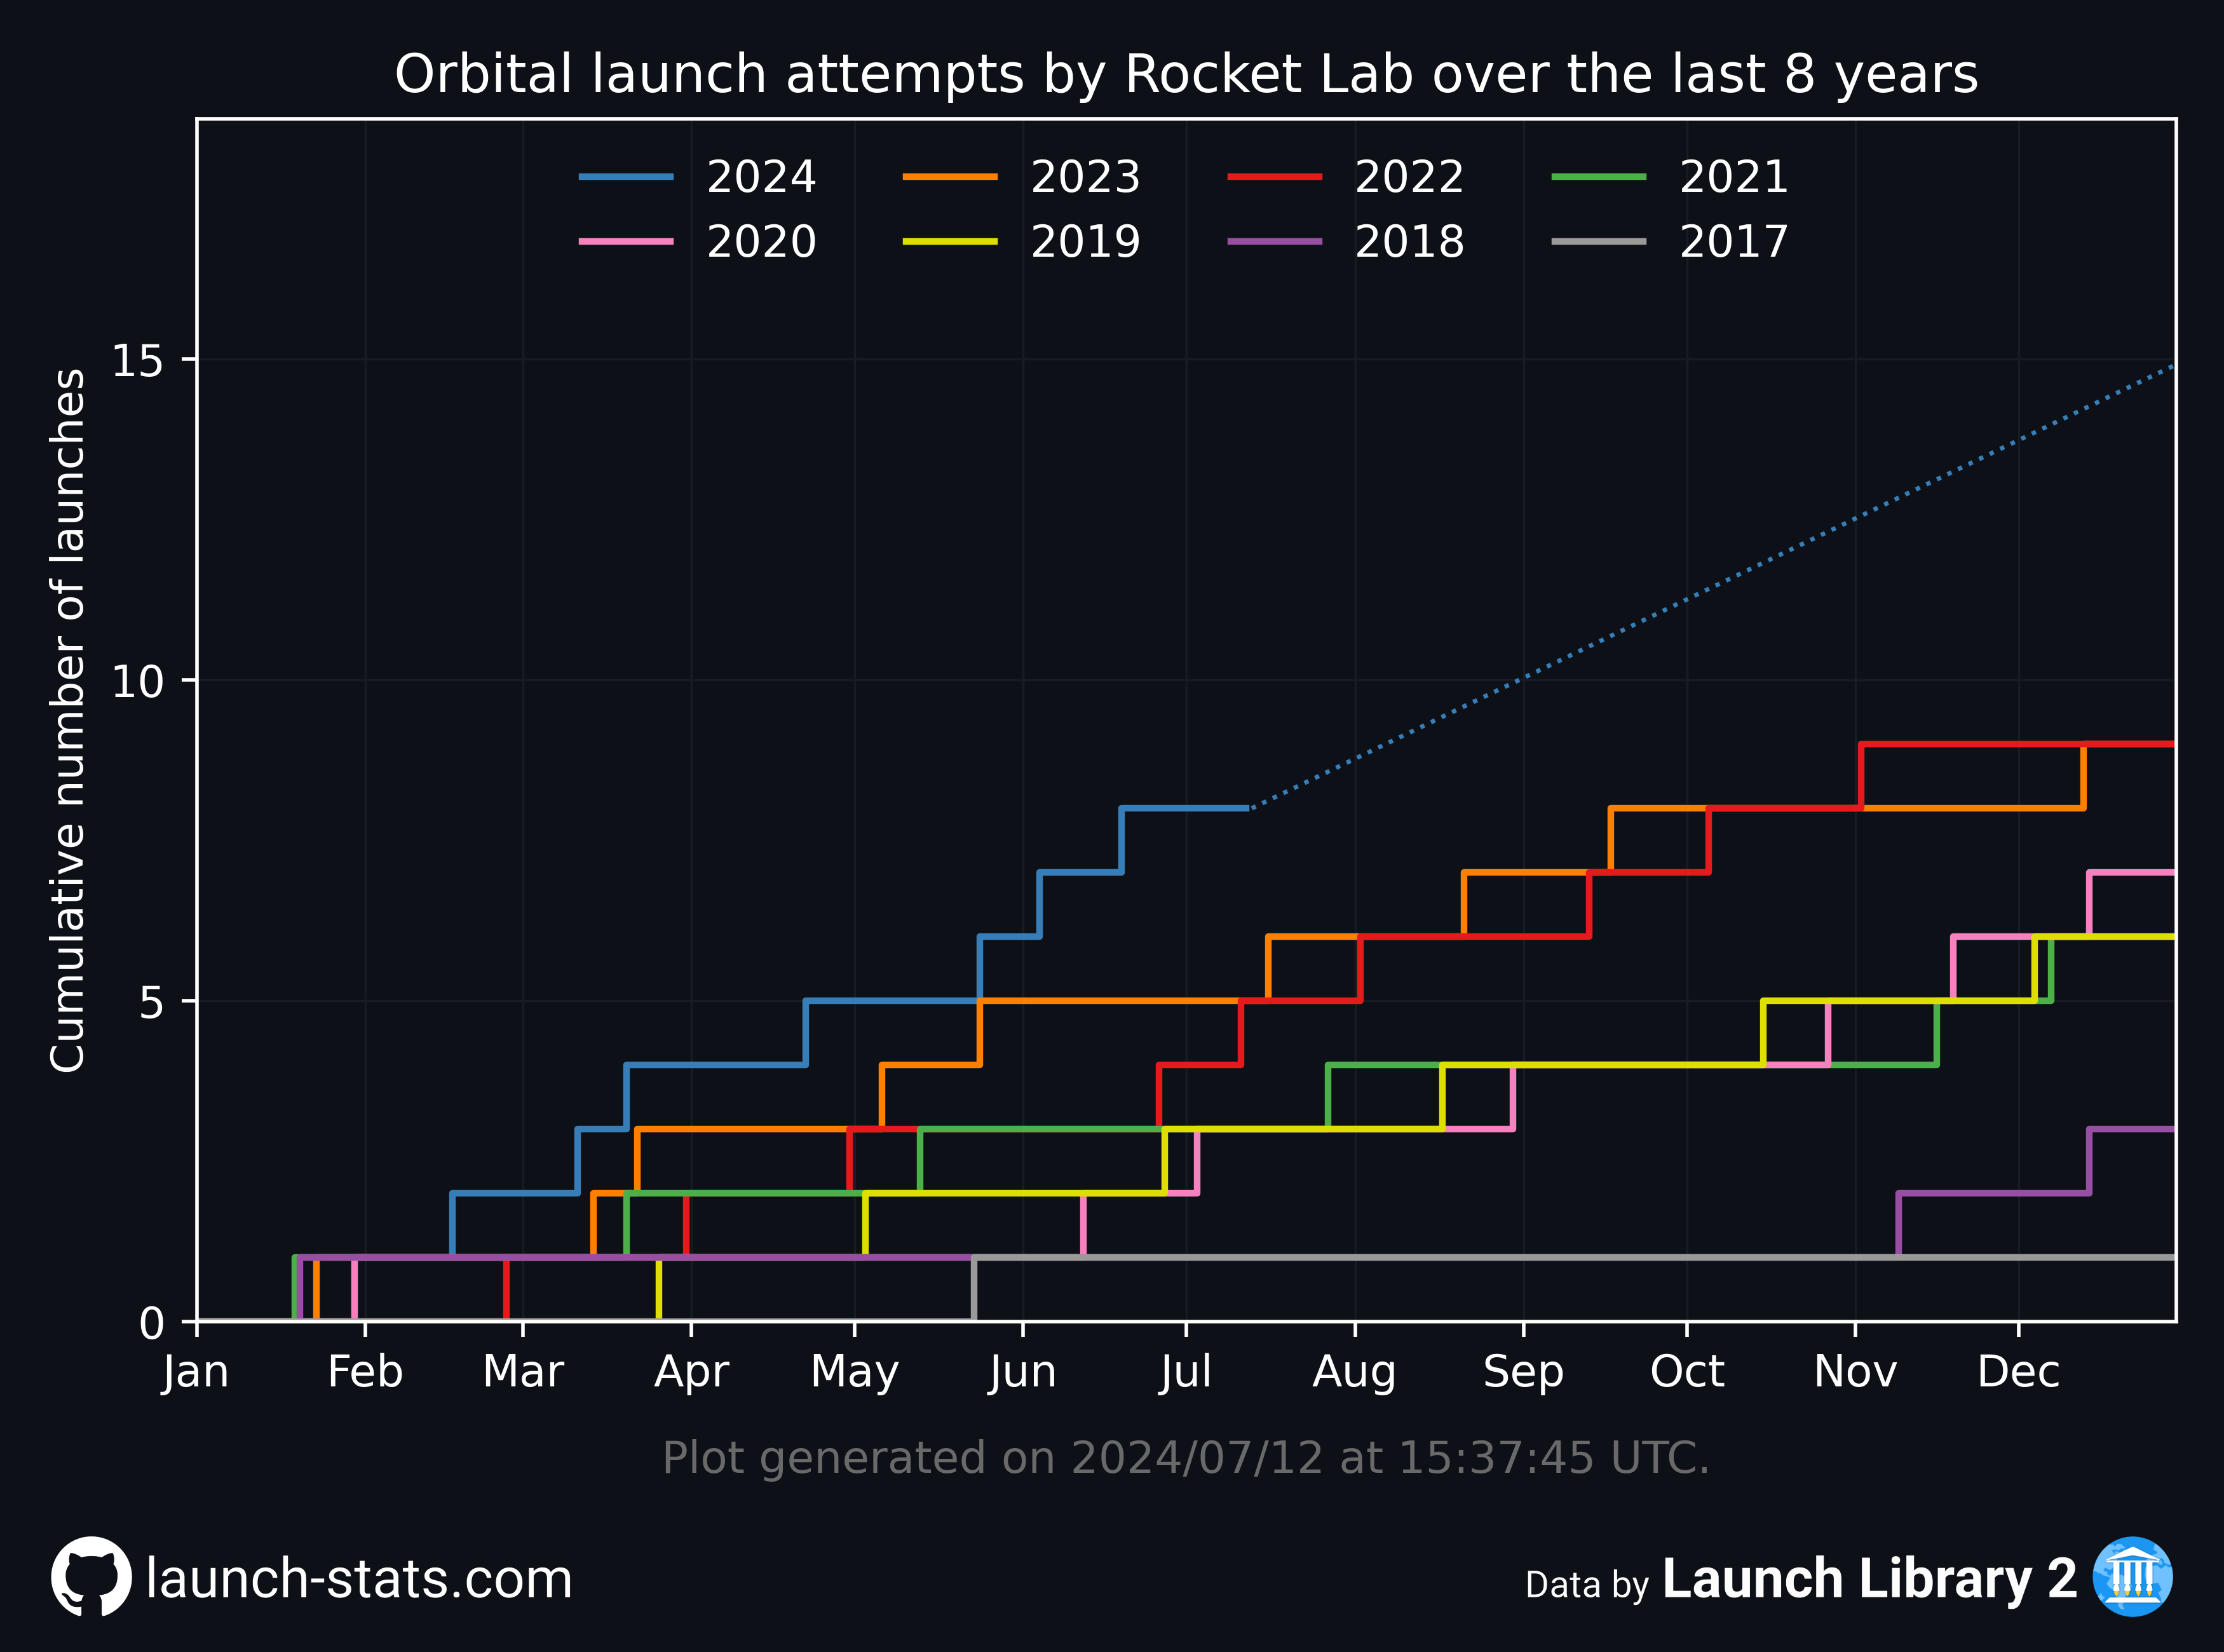 Orbital launch attempts by Rocket Lab over the last 8 years
2024 2023 2022 2021
2020 2019 2018 2017
Cumulative number of launches
15
10
5
0
Jan Feb Mar Apr May Jun Jul Aug Sep Oct Nov Dec
Plot generated on 2024/07/12 at 15:37:45 UTC.
launch-stats.com
Data by Launch Library 2